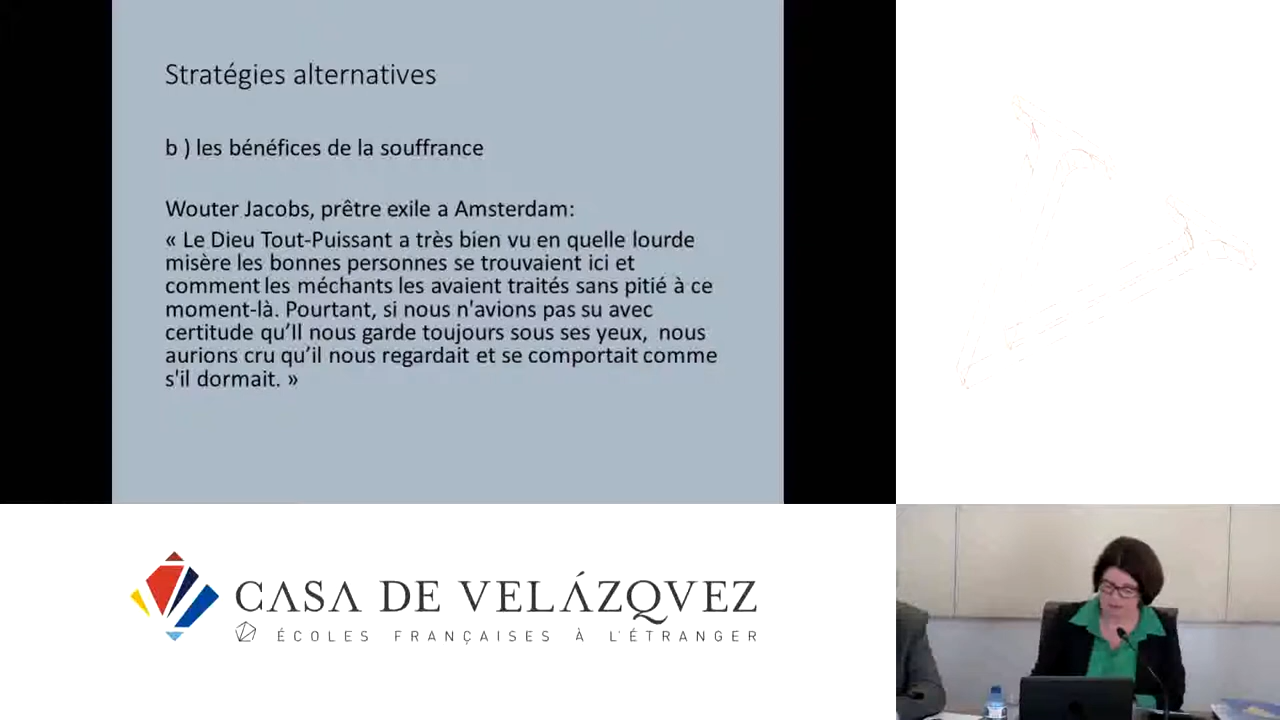 Stratégies alternatives
b ) les bénéfices de la souffrance
Wouter Jacobs, prêtre exile a Amsterdam:
« Le Dieu Tout-Puissant a très bien vu en quelle lourde
misère les bonnes personnes se trouvaient ici et
comment les méchants les avaient traités sans pitié à ce
moment-là. Pourtant, si nous n'avions pas su avec
certitude qu’Il nous garde toujours sous ses yeux, nous
aurions cru qu’il nous regardait et se comportait comme
s'il dormait. »
CASA DE VELÁZQVEZ
ÉCOLES FRANÇAISES À L'ÉTRANGER